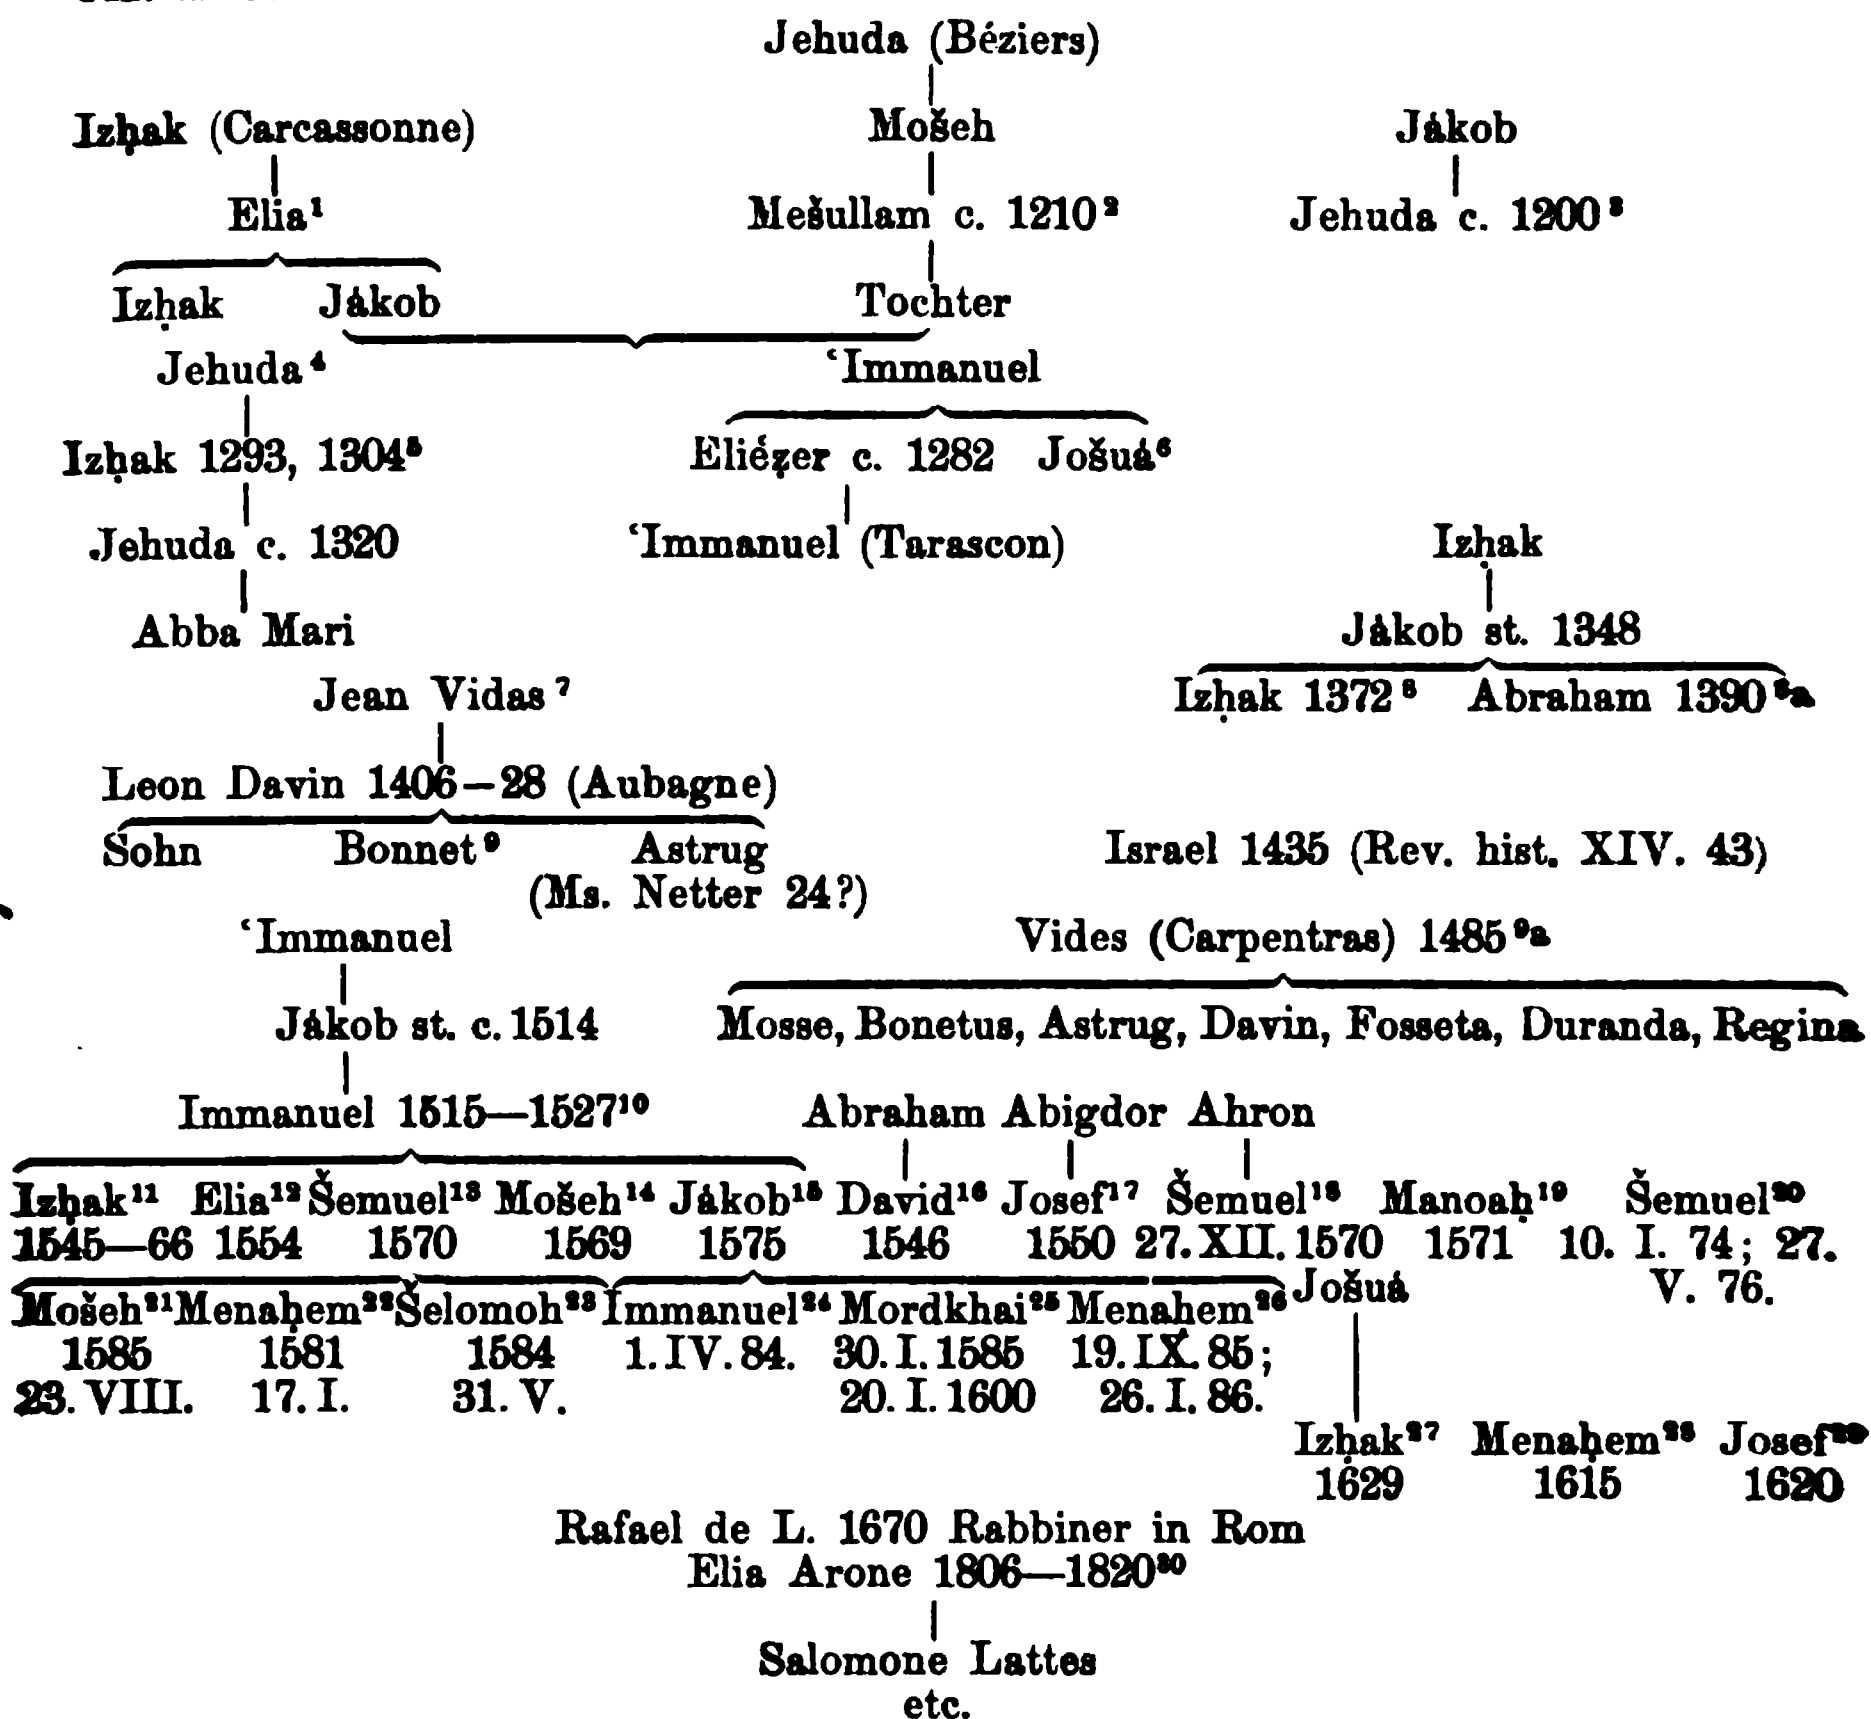 Jehuda (Béziers)
Izḥak (Carcassonne) Mošeh Jákob
Elia¹ Mešullam c. 1210² Jehuda c. 1200³
Izḥak Jákob Tochter
Jehuda⁴ ‘Immanuel
Izḥak 1293, 1304⁵ Eliézer c. 1282 Jošuá⁶
Jehuda c. 1320 ‘Immanuel (Tarascon) Izḥak
Abba Mari Jákob st. 1348
Jean Vidas⁷ Izḥak 1372⁸ Abraham 1390⁸ᵃ
Leon Davin 1406–28 (Aubagne)
Sohn Bonnet⁹ Astrug Israel 1435 (Rev. hist. XIV. 43)
(Ms. Netter 24?)
‘Immanuel Vides (Carpentras) 1485⁹ᵃ
Jákob st. c. 1514 Mosse, Bonetus, Astrug, Davin, Fosseta, Duranda, Regina
Immanuel 1515—1527¹⁰ Abraham Abigdor Ahron
Izḥak¹¹ Elia¹² Šemuel¹³ Mošeh¹⁴ Jákob¹⁵ David¹⁶ Josef¹⁷ Šemuel¹⁸ Manoaḥ¹⁹ Šemuel²⁰
1545—66 1554 1570 1569 1575 1546 1550 27. XII. 1570 1571 10. I. 74; 27.
Jošuá V. 76.
Mošeh²¹ Menaḥem²² Šelomoh²³ Immanuel²⁴ Mordkhai²⁵ Menaḥem²⁶
1585 1581 1584 1. IV. 84. 30. I. 1585 19. IX. 85;
23. VIII. 17. I. 31. V. 20. I. 1600 26. I. 86.
Izḥak²⁷ Menaḥem²⁸ Josef²⁹
1629 1615 1620
Rafael de L. 1670 Rabbiner in Rom
Elia Arone 1806—1820³⁰
Salomone Lattes
etc.